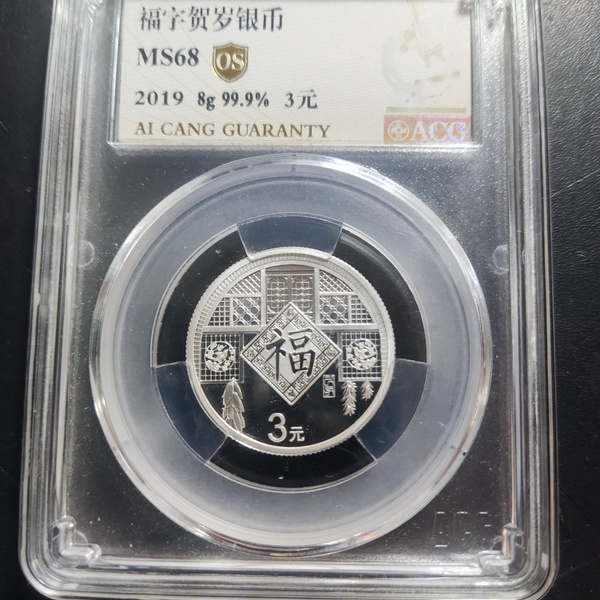 福字贺岁银币
MS68 OS
2019 8g 99.9% 3元
AI CANG GUARANTY ACG
福
3元